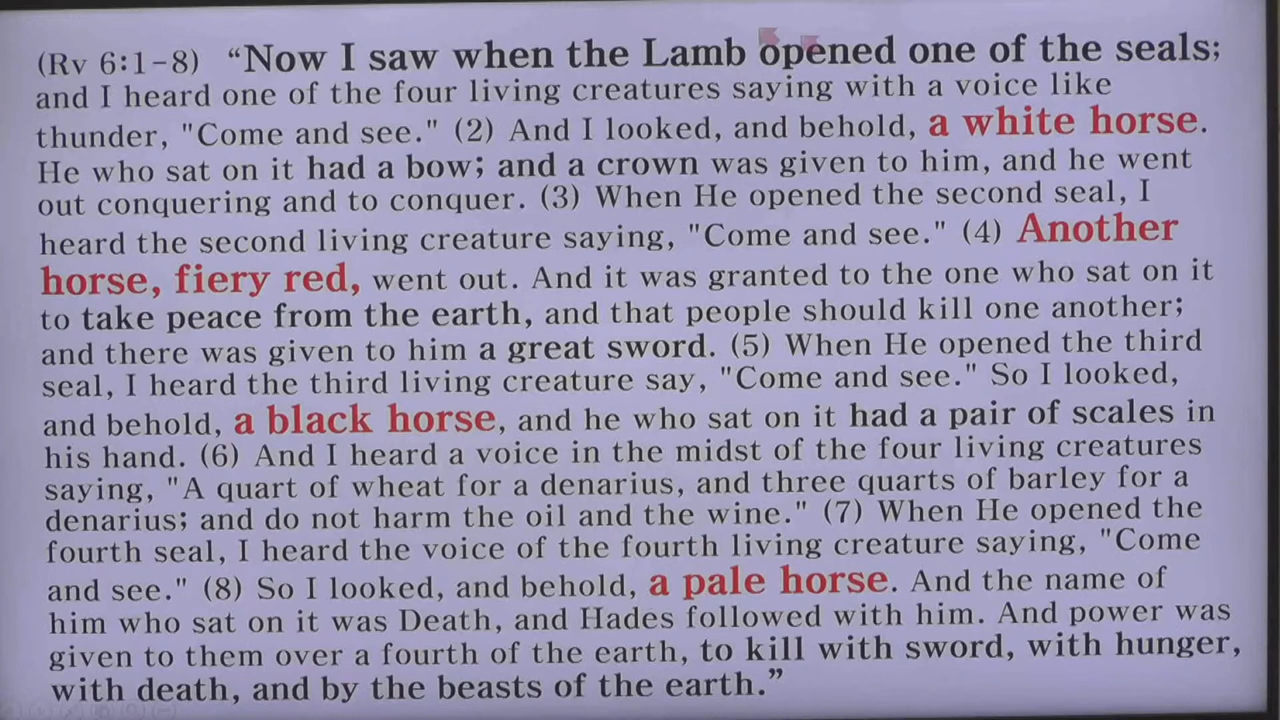 (Rv 6:1-8) “Now I saw when the Lamb opened one of the seals;
and I heard one of the four living creatures saying with a voice like
thunder, "Come and see." (2) And I looked, and behold, a white horse.
He who sat on it had a bow; and a crown was given to him, and he went
out conquering and to conquer. (3) When He opened the second seal, I
heard the second living creature saying, "Come and see." (4) Another
horse, fiery red, went out. And it was granted to the one who sat on it
to take peace from the earth, and that people should kill one another;
and there was given to him a great sword. (5) When He opened the third
seal, I heard the third living creature say, "Come and see." So I looked,
and behold, a black horse, and he who sat on it had a pair of scales in
his hand. (6) And I heard a voice in the midst of the four living creatures
saying, "A quart of wheat for a denarius, and three quarts of barley for a
denarius; and do not harm the oil and the wine." (7) When He opened the
fourth seal, I heard the voice of the fourth living creature saying, "Come
and see." (8) So I looked, and behold, a pale horse. And the name of
him who sat on it was Death, and Hades followed with him. And power was
given to them over a fourth of the earth, to kill with sword, with hunger,
with death, and by the beasts of the earth.”